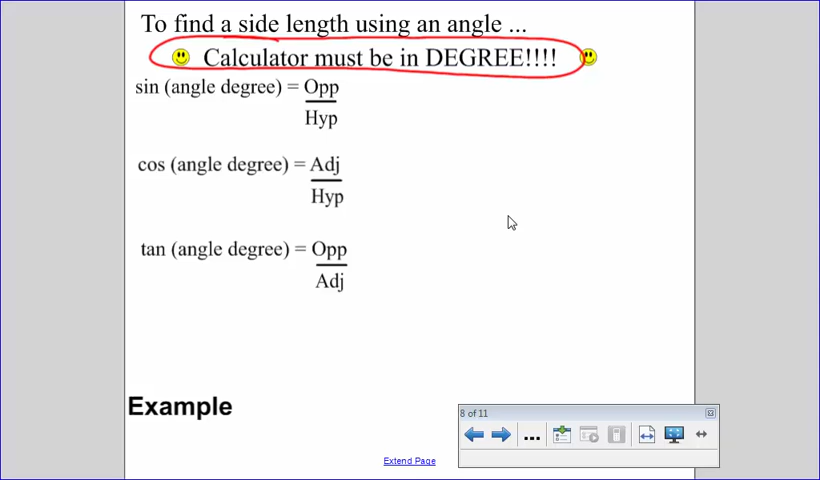 To find a side length using an angle ...
Calculator must be in DEGREE!!!!
sin (angle degree) = Opp
Hyp
cos (angle degree) = Adj
Hyp
tan (angle degree) = Opp
Adj
Example
8 of 11
...
Extend Page